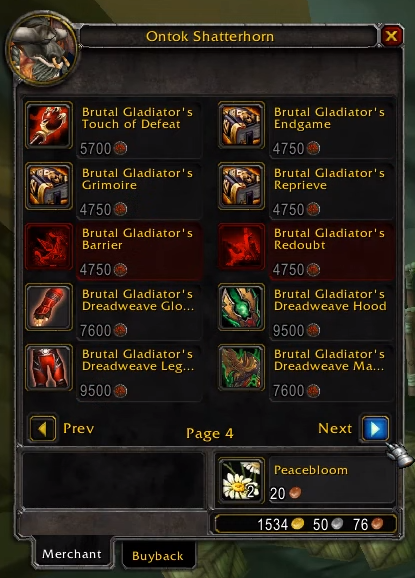 Ontok Shatterhorn
Brutal Gladiator's
Touch of Defeat
5700
Brutal Gladiator's
Endgame
4750
Brutal Gladiator's
Grimoire
4750
Brutal Gladiator's
Reprieve
4750
Brutal Gladiator's
Barrier
4750
Brutal Gladiator's
Redoubt
4750
Brutal Gladiator's
Dreadweave Glo...
7600
Brutal Gladiator's
Dreadweave Hood
9500
Brutal Gladiator's
Dreadweave Leg...
9500
Brutal Gladiator's
Dreadweave Ma...
7600
Prev
Page 4
Next
2
Peacebloom
20
1534 50 76
Merchant
Buyback